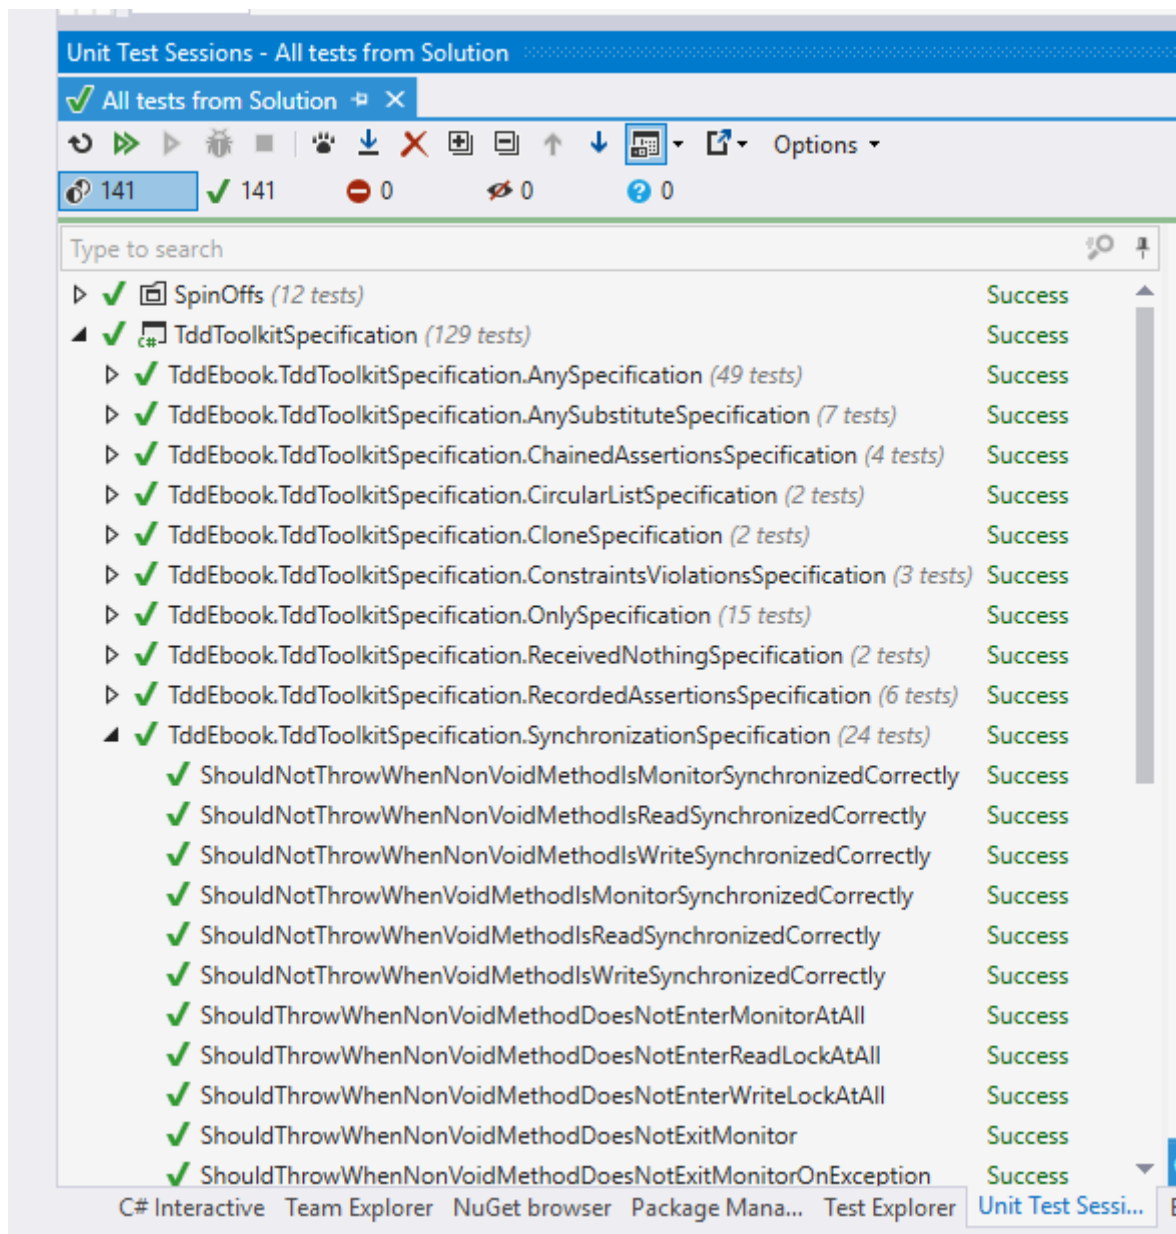 Unit Test Sessions - All tests from Solution
All tests from Solution
Options
141 141 0 0 0
Type to search
SpinOffs (12 tests) Success
TddToolkitSpecification (129 tests) Success
TddEbook.TddToolkitSpecification.AnySpecification (49 tests) Success
TddEbook.TddToolkitSpecification.AnySubstituteSpecification (7 tests) Success
TddEbook.TddToolkitSpecification.ChainedAssertionsSpecification (4 tests) Success
TddEbook.TddToolkitSpecification.CircularListSpecification (2 tests) Success
TddEbook.TddToolkitSpecification.CloneSpecification (2 tests) Success
TddEbook.TddToolkitSpecification.ConstraintsViolationsSpecification (3 tests) Success
TddEbook.TddToolkitSpecification.OnlySpecification (15 tests) Success
TddEbook.TddToolkitSpecification.ReceivedNothingSpecification (2 tests) Success
TddEbook.TddToolkitSpecification.RecordedAssertionsSpecification (6 tests) Success
TddEbook.TddToolkitSpecification.SynchronizationSpecification (24 tests) Success
ShouldNotThrowWhenNonVoidMethodIsMonitorSynchronizedCorrectly Success
ShouldNotThrowWhenNonVoidMethodIsReadSynchronizedCorrectly Success
ShouldNotThrowWhenNonVoidMethodIsWriteSynchronizedCorrectly Success
ShouldNotThrowWhenVoidMethodIsMonitorSynchronizedCorrectly Success
ShouldNotThrowWhenVoidMethodIsReadSynchronizedCorrectly Success
ShouldNotThrowWhenVoidMethodIsWriteSynchronizedCorrectly Success
ShouldThrowWhenNonVoidMethodDoesNotEnterMonitorAtAll Success
ShouldThrowWhenNonVoidMethodDoesNotEnterReadLockAtAll Success
ShouldThrowWhenNonVoidMethodDoesNotEnterWriteLockAtAll Success
ShouldThrowWhenNonVoidMethodDoesNotExitMonitor Success
ShouldThrowWhenNonVoidMethodDoesNotExitMonitorOnException Success
C# Interactive Team Explorer NuGet browser Package Mana... Test Explorer Unit Test Sessi...